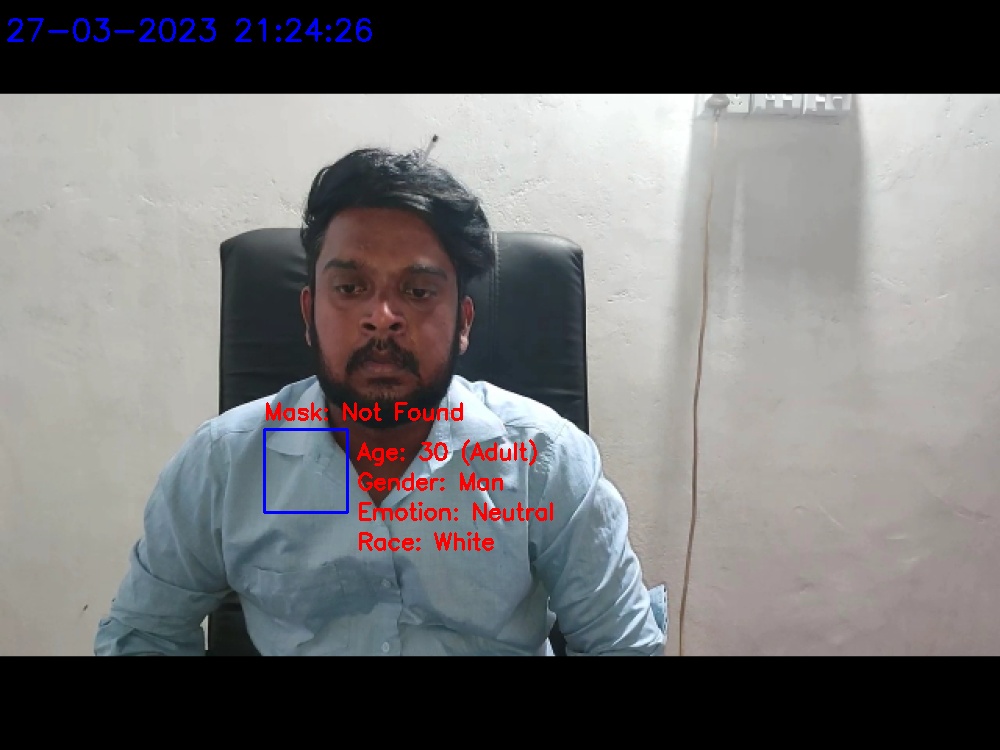 27-03-2023 21:24:26
Mask: Not Found
Age: 30 (Adult)
Gender: Man
Emotion: Neutral
Race: White